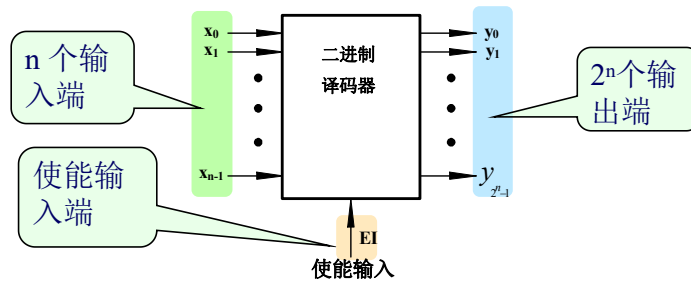 n 个输
入端
x₀
x₁
xₙ₋₁
二进制
译码器
y₀
y₁
y₂ⁿ₋₁
2ⁿ个输
出端
使能输
入端
EI
使能输入